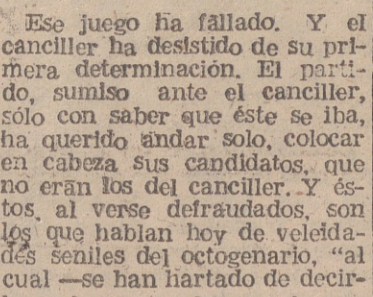 Ese juego ha fallado. Y el
canciller ha desistido de su pri-
mera determinación. El parti-
do, sumiso ante el canciller,
sólo con saber que éste se iba,
ha querido andar solo, colocar
en cabeza sus candidatos, que
no eran los del canciller. Y és-
tos, al verse defraudados, son
los que hablan hoy de veleida-
des seniles del octogenario, "al
cual —se han hartado de decir-